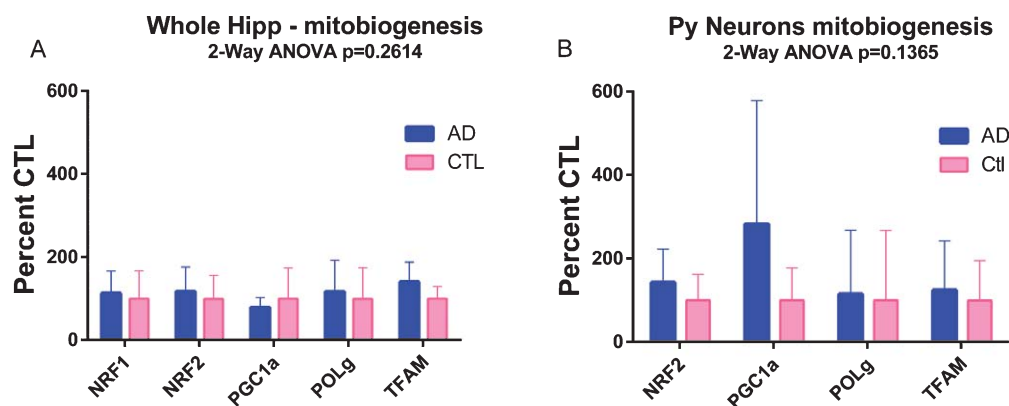 A
Whole Hipp - mitobiogenesis
2-Way ANOVA p=0.2614
Percent CTL
600
400
200
0
AD
CTL
NRF1
NRF2
PGC1a
POLg
TFAM
B
Py Neurons mitobiogenesis
2-Way ANOVA p=0.1365
Percent CTL
600
400
200
0
AD
Ctl
NRF2
PGC1a
POLg
TFAM